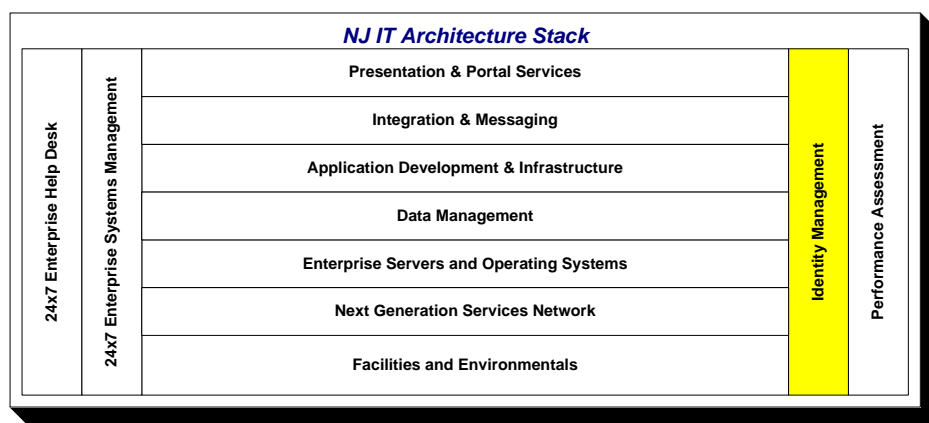 NJ IT Architecture Stack
24x7 Enterprise Help Desk
24x7 Enterprise Systems Management
Presentation & Portal Services
Integration & Messaging
Application Development & Infrastructure
Data Management
Enterprise Servers and Operating Systems
Next Generation Services Network
Facilities and Environmentals
Identity Management
Performance Assessment